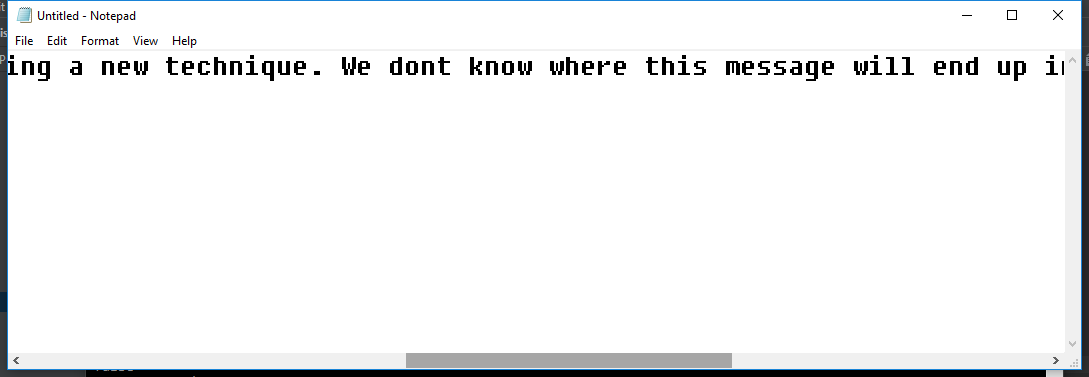 Untitled - Notepad
File Edit Format View Help
ing a new technique. We dont know where this message will end up in